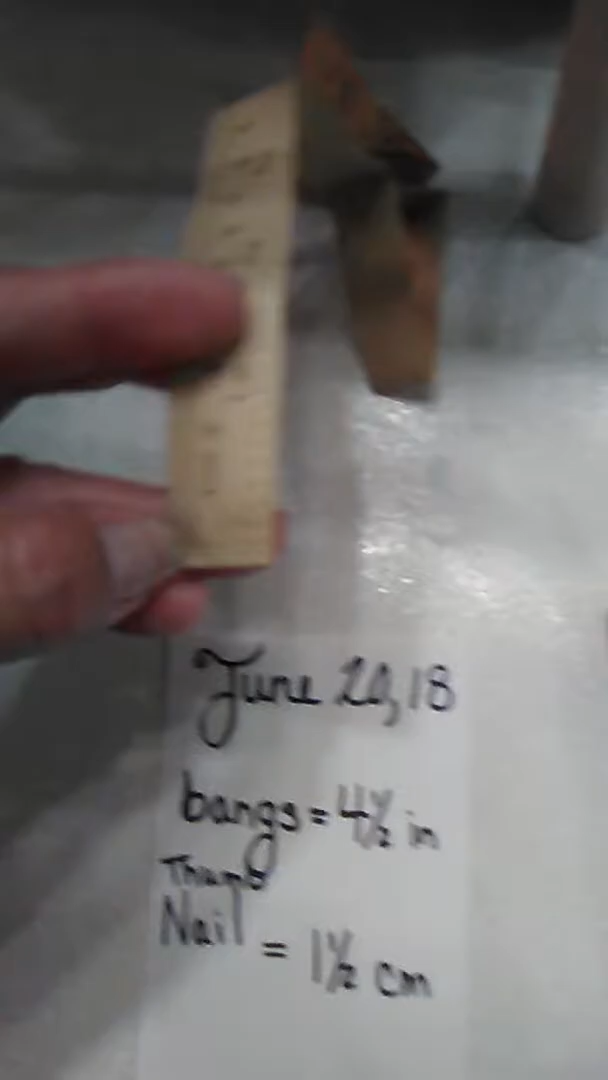 June 20, 18
bangs = 4½ in
Thumb
Nail = 1½ cm